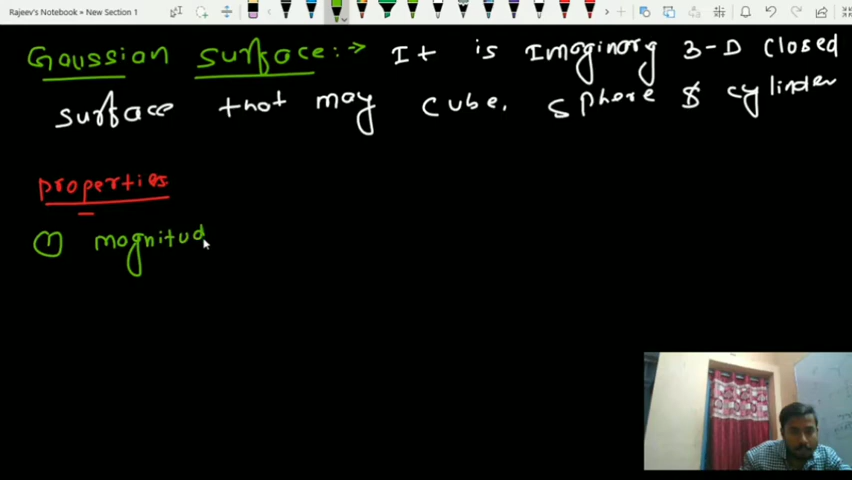 Rajeev's Notebook » New Section 1
Gaussian surface :-> It is Imaginary 3-D closed
surface that may cube, sphere $ cylinder
properties
① magnitud